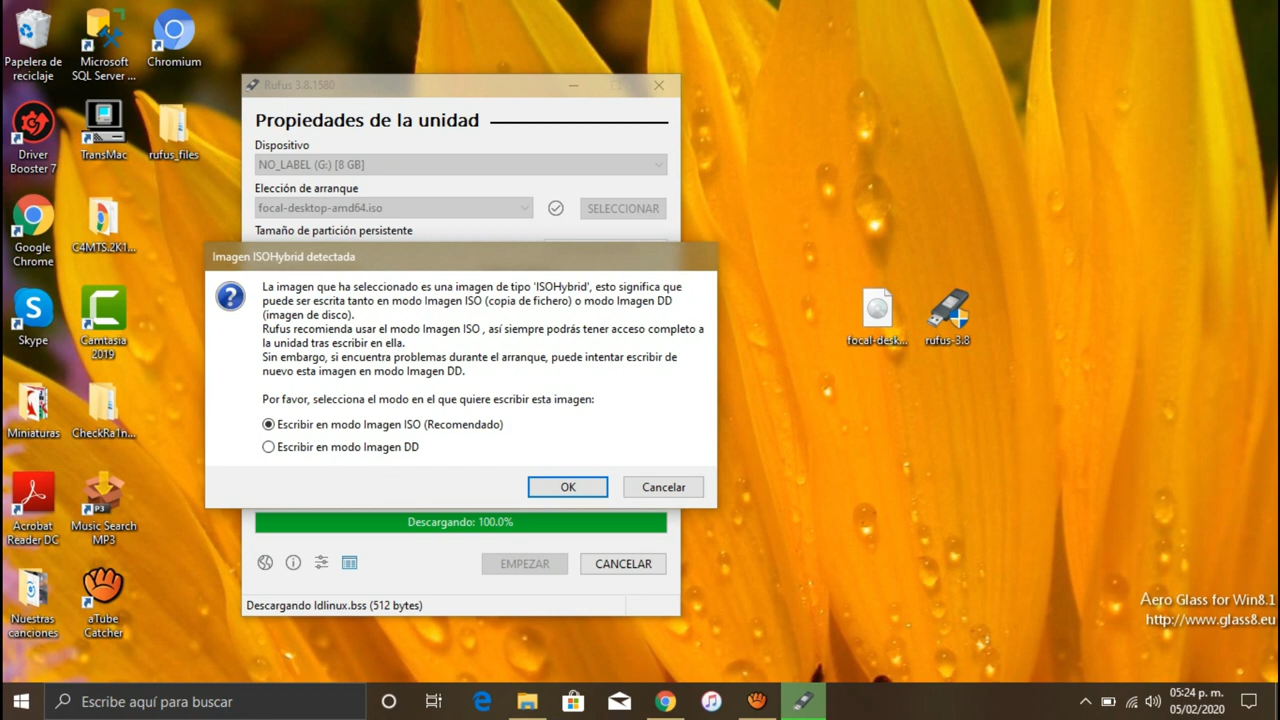 Papelera de
reciclaje
Microsoft
SQL Server ...
Chromium
Driver
Booster 7
TransMac
rufus_files
Google
Chrome
C4MTS.2K1...
Skype
Camtasia
2019
Miniaturas
CheckRa1n...
Acrobat
Reader DC
Music Search
MP3
P3
Nuestras
canciones
aTube
Catcher
Rufus 3.8.1580
Propiedades de la unidad
Dispositivo
NO_LABEL (G:) [8 GB]
Elección de arranque
focal-desktop-amd64.iso
SELECCIONAR
Tamaño de partición persistente
Imagen ISOHybrid detectada
La imagen que ha seleccionado es una imagen de tipo 'ISOHybrid', esto significa que
puede ser escrita tanto en modo Imagen ISO (copia de fichero) o modo Imagen DD
(imagen de disco).
Rufus recomienda usar el modo Imagen ISO , así siempre podrás tener acceso completo a
la unidad tras escribir en ella.
Sin embargo, si encuentra problemas durante el arranque, puede intentar escribir de
nuevo esta imagen en modo Imagen DD.
Por favor, selecciona el modo en el que quiere escribir esta imagen:
Escribir en modo Imagen ISO (Recomendado)
Escribir en modo Imagen DD
OK
Cancelar
Descargando: 100.0%
EMPEZAR
CANCELAR
Descargando ldlinux.bss (512 bytes)
focal-desk...
rufus-3.8
Aero Glass for Win8.1
http://www.glass8.eu
Escribe aquí para buscar
05:24 p. m.
05/02/2020